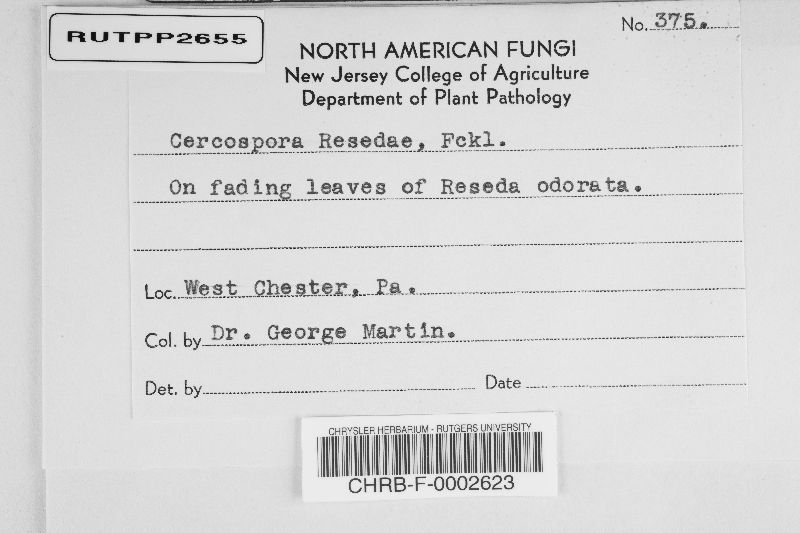 RUTPP2655
No. 375.
NORTH AMERICAN FUNGI
New Jersey College of Agriculture
Department of Plant Pathology
Cercospora Resedae, Fckl.
On fading leaves of Reseda odorata.
Loc. West Chester, Pa.
Col. by Dr. George Martin.
Det. by Date
CHRYSLER HERBARIUM - RUTGERS UNIVERSITY
CHRB-F-0002623